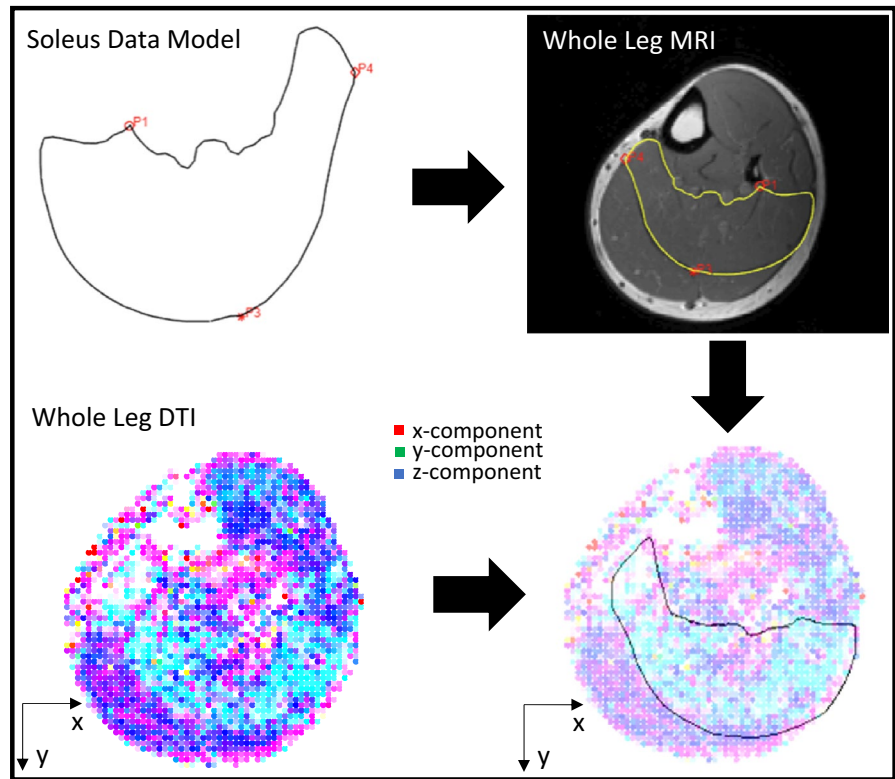 Soleus Data Model
P1
P4
P3
Whole Leg MRI
P4
P1
P3
Whole Leg DTI
x-component
y-component
z-component
x
y
x
y